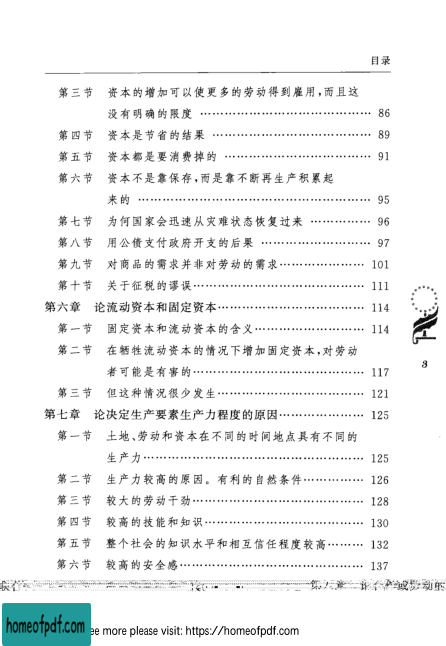 目录
第三节 资本的增加可以使更多的劳动得到雇用,而且这
没有明确的限度 …………………………………… 86
第四节 资本是节省的结果 ………………………………… 89
第五节 资本都是要消费掉的 ……………………………… 91
第六节 资本不是靠保存,而是靠不断再生产积累起
来的 ………………………………………………… 95
第七节 为何国家会迅速从灾难状态恢复过来 …………… 96
第八节 用公债支付政府开支的后果 ……………………… 97
第九节 对商品的需求并非对劳动的需求………………… 101
第十节 关于征税的谬误…………………………………… 111
第六章 论流动资本和固定资本……………………………… 114
第一节 固定资本和流动资本的含义……………………… 114
第二节 在牺牲流动资本的情况下增加固定资本,对劳动
者可能是有害的…………………………………… 117
第三节 但这种情况很少发生……………………………… 121
第七章 论决定生产要素生产力程度的原因………………… 125
第一节 土地、劳动和资本在不同的时间地点具有不同的
生产力……………………………………………… 125
第二节 生产力较高的原因。有利的自然条件…………… 126
第三节 较大的劳动干劲…………………………………… 128
第四节 较高的技能和知识………………………………… 130
第五节 整个社会的知识水平和相互信任程度较高……… 132
第六节 较高的安全感……………………………………… 137
3
homeofpdf.com
ee more please visit: https://homeofpdf.com